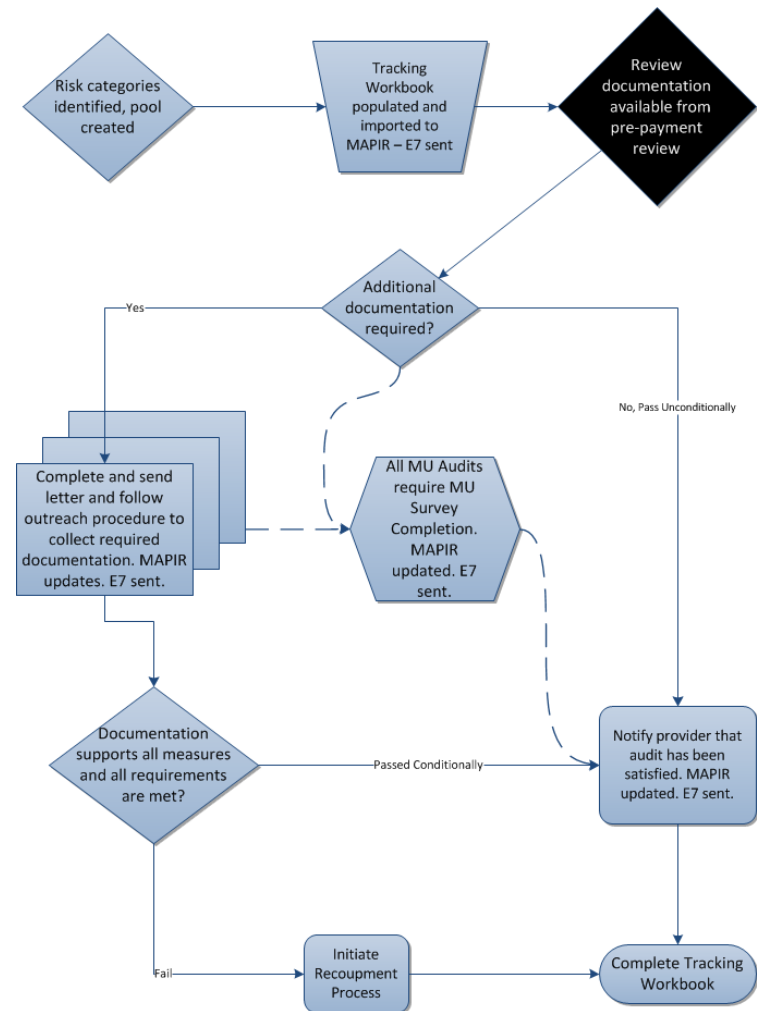 Risk categories
identified, pool
created
Tracking
Workbook
populated and
imported to
MAPIR – E7 sent
Review
documentation
available from
pre-payment
review
Additional
documentation
required?
Yes
No, Pass Unconditionally
Complete and send
letter and follow
outreach procedure to
collect required
documentation. MAPIR
updates. E7 sent.
All MU Audits
require MU
Survey
Completion.
MAPIR
updated. E7
sent.
Documentation
supports all measures
and all requirements
are met?
Passed Conditionally
Notify provider that
audit has been
satisfied. MAPIR
updated. E7 sent.
Fail
Initiate
Recoupment
Process
Complete Tracking
Workbook